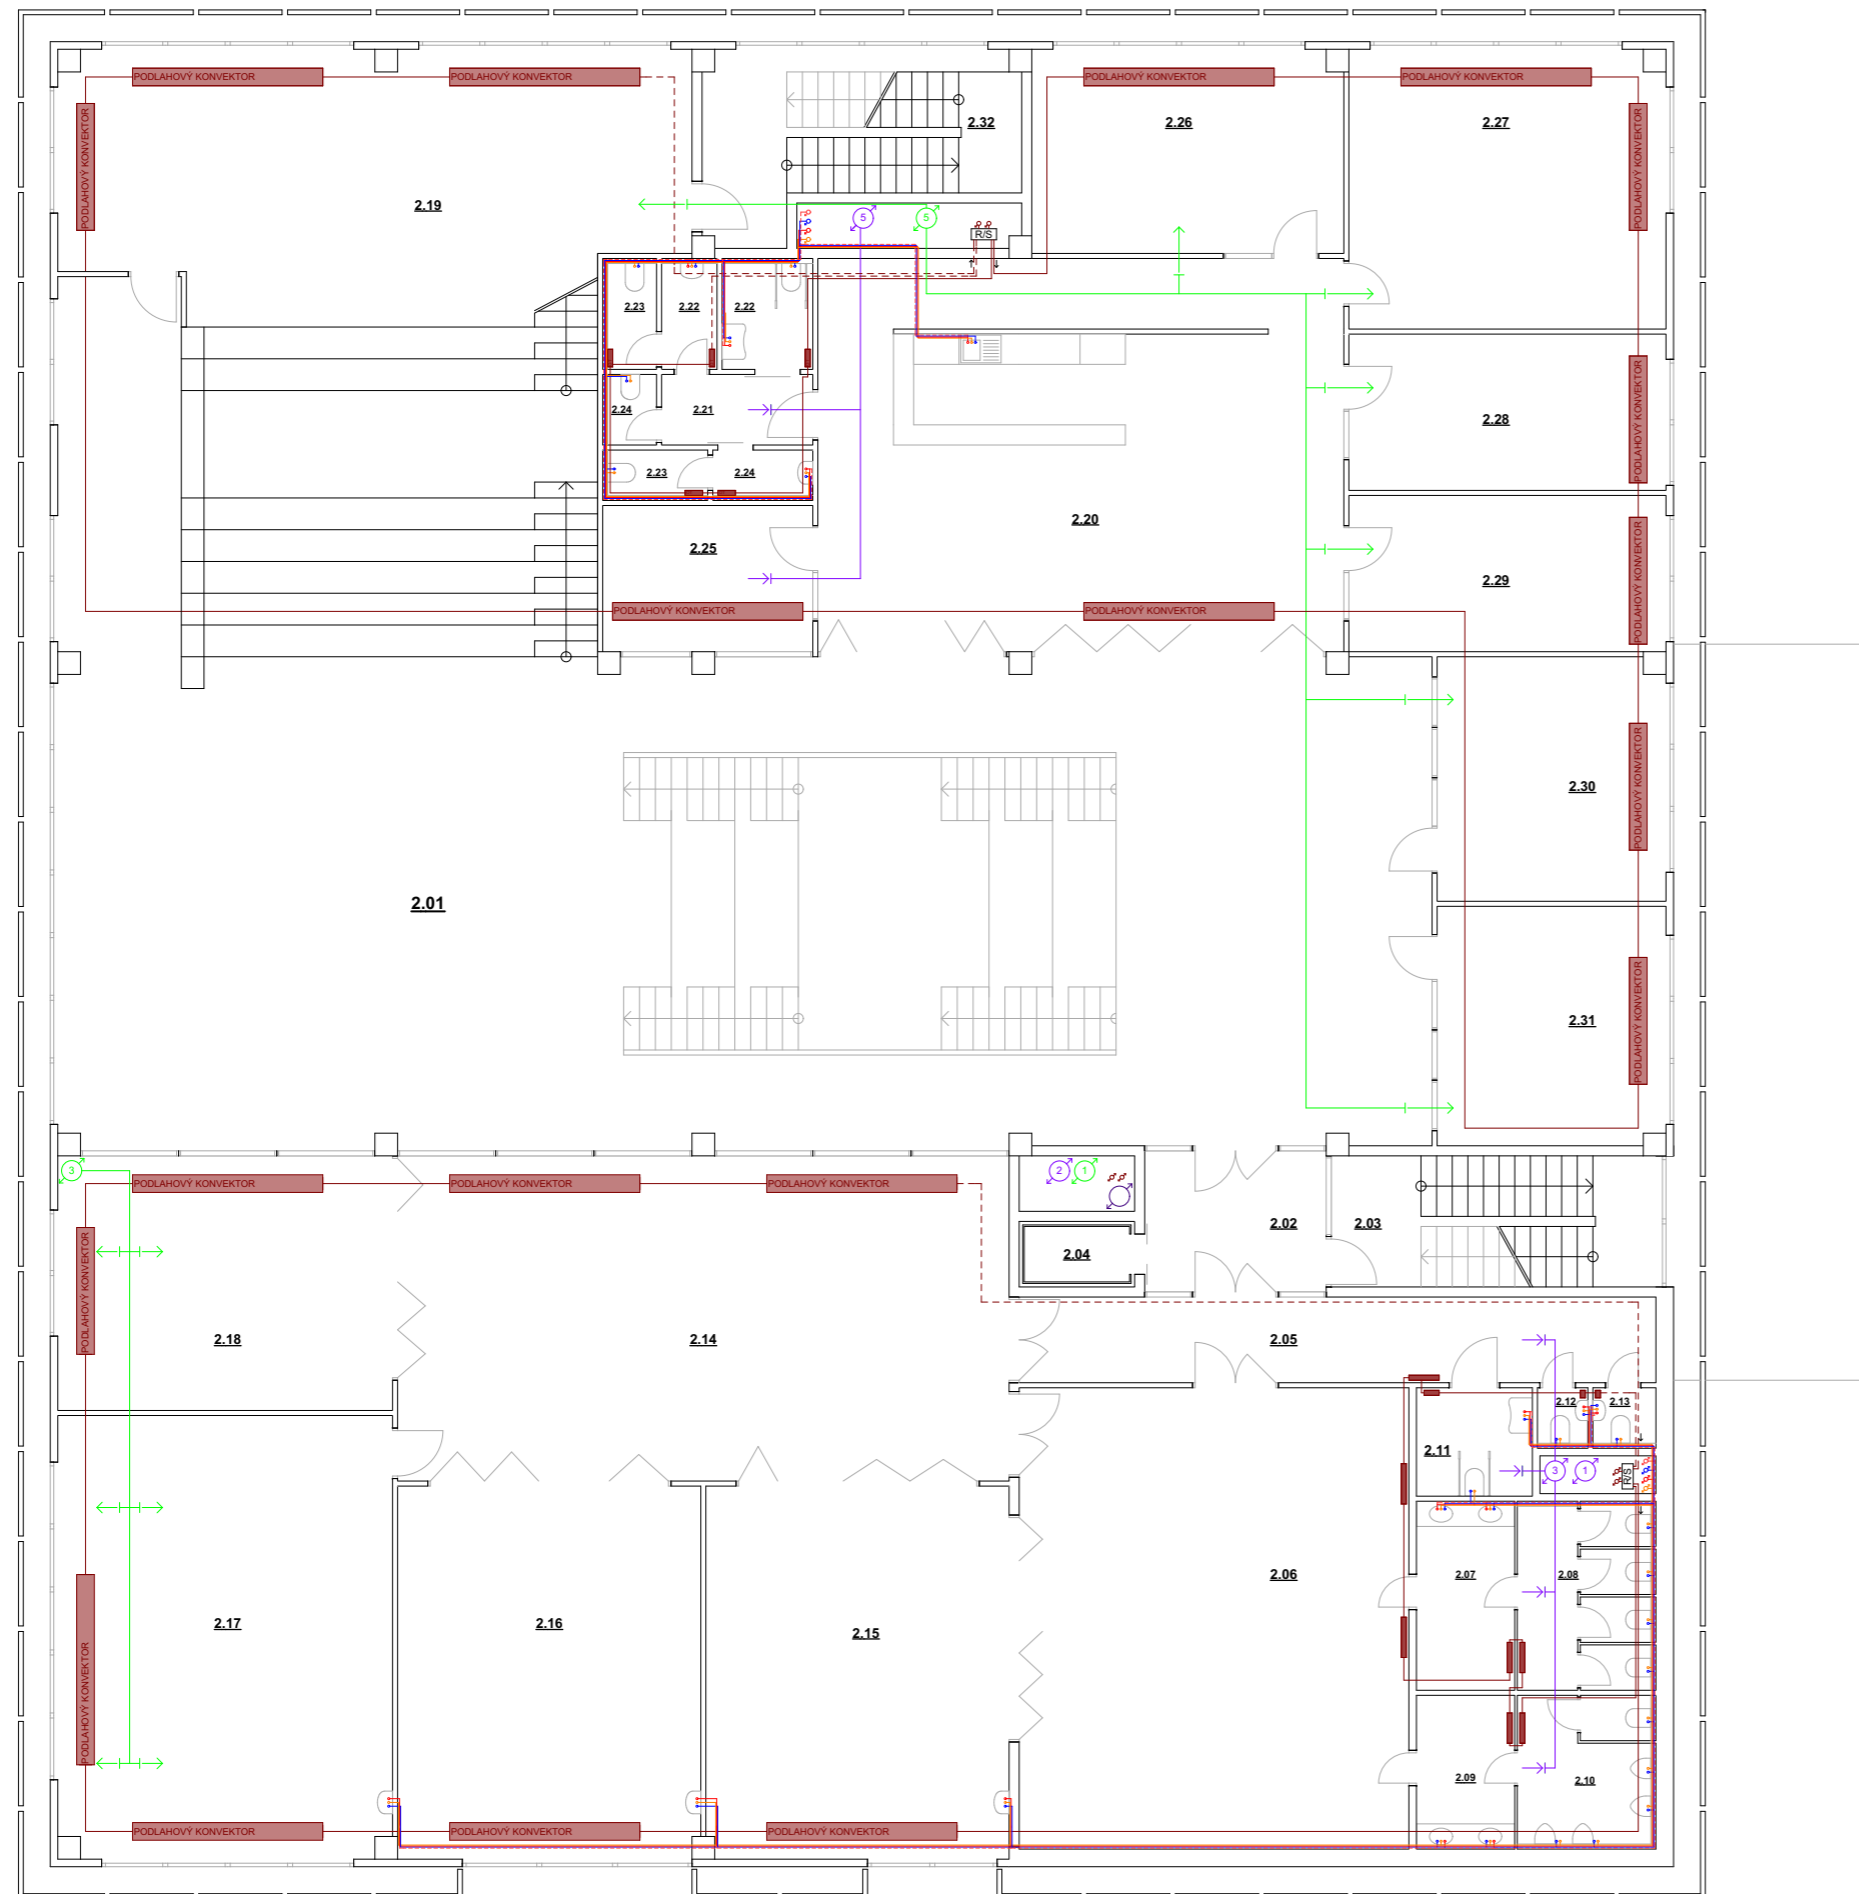 PODLAHOVÝ KONVEKTOR
PODLAHOVÝ KONVEKTOR
PODLAHOVÝ KONVEKTOR
PODLAHOVÝ KONVEKTOR
PODLAHOVÝ KONVEKTOR
PODLAHOVÝ KONVEKTOR
2.32
2.26
2.27
2.19
5
5
R/S
2.23
2.22
2.22
2.24
2.21
2.28
PODLAHOVÝ KONVEKTOR
2.23
2.24
2.20
2.25
2.29
PODLAHOVÝ KONVEKTOR
PODLAHOVÝ KONVEKTOR
PODLAHOVÝ KONVEKTOR
2.30
PODLAHOVÝ KONVEKTOR
2.01
2.31
PODLAHOVÝ KONVEKTOR
3
2
1
PODLAHOVÝ KONVEKTOR
PODLAHOVÝ KONVEKTOR
PODLAHOVÝ KONVEKTOR
2.02
2.03
2.04
PODLAHOVÝ KONVEKTOR
2.18
2.14
2.05
2.12
2.13
2.11
3
1
R/S
2.06
2.07
2.08
2.17
2.16
2.15
PODLAHOVÝ KONVEKTOR
2.09
2.10
PODLAHOVÝ KONVEKTOR
PODLAHOVÝ KONVEKTOR
PODLAHOVÝ KONVEKTOR